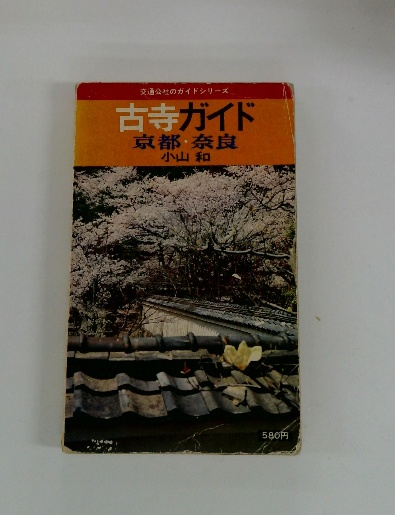 交通公社のガイドシリーズ
古寺ガイド
京都・奈良
小山 和
580円